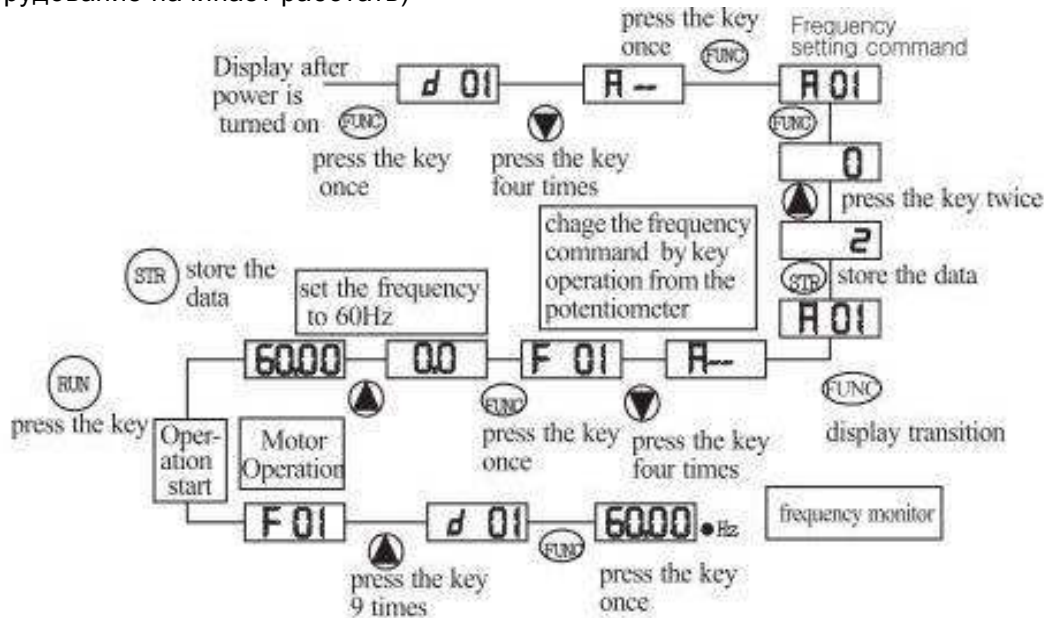 рудование начинает работать)
press the key
once
FUNC
Frequency
setting command
Display after
power is
turned on
d 01
A --
A 01
FUNC
press the key
once
press the key
four times
FUNC
0
press the key twice
2
STR
store the data
A 01
chage the frequency
command by key
operation from the
potentiometer
STR
store the
data
set the frequency
to 60Hz
60.00
0.0
F 01
A--
FUNC
display transition
RUN
press the key
FUNC
press the key
once
press the key
four times
Oper-
ation
start
Motor
Operation
F 01
d 01
60.00
Hz
frequency monitor
press the key
9 times
FUNC
press the key
once